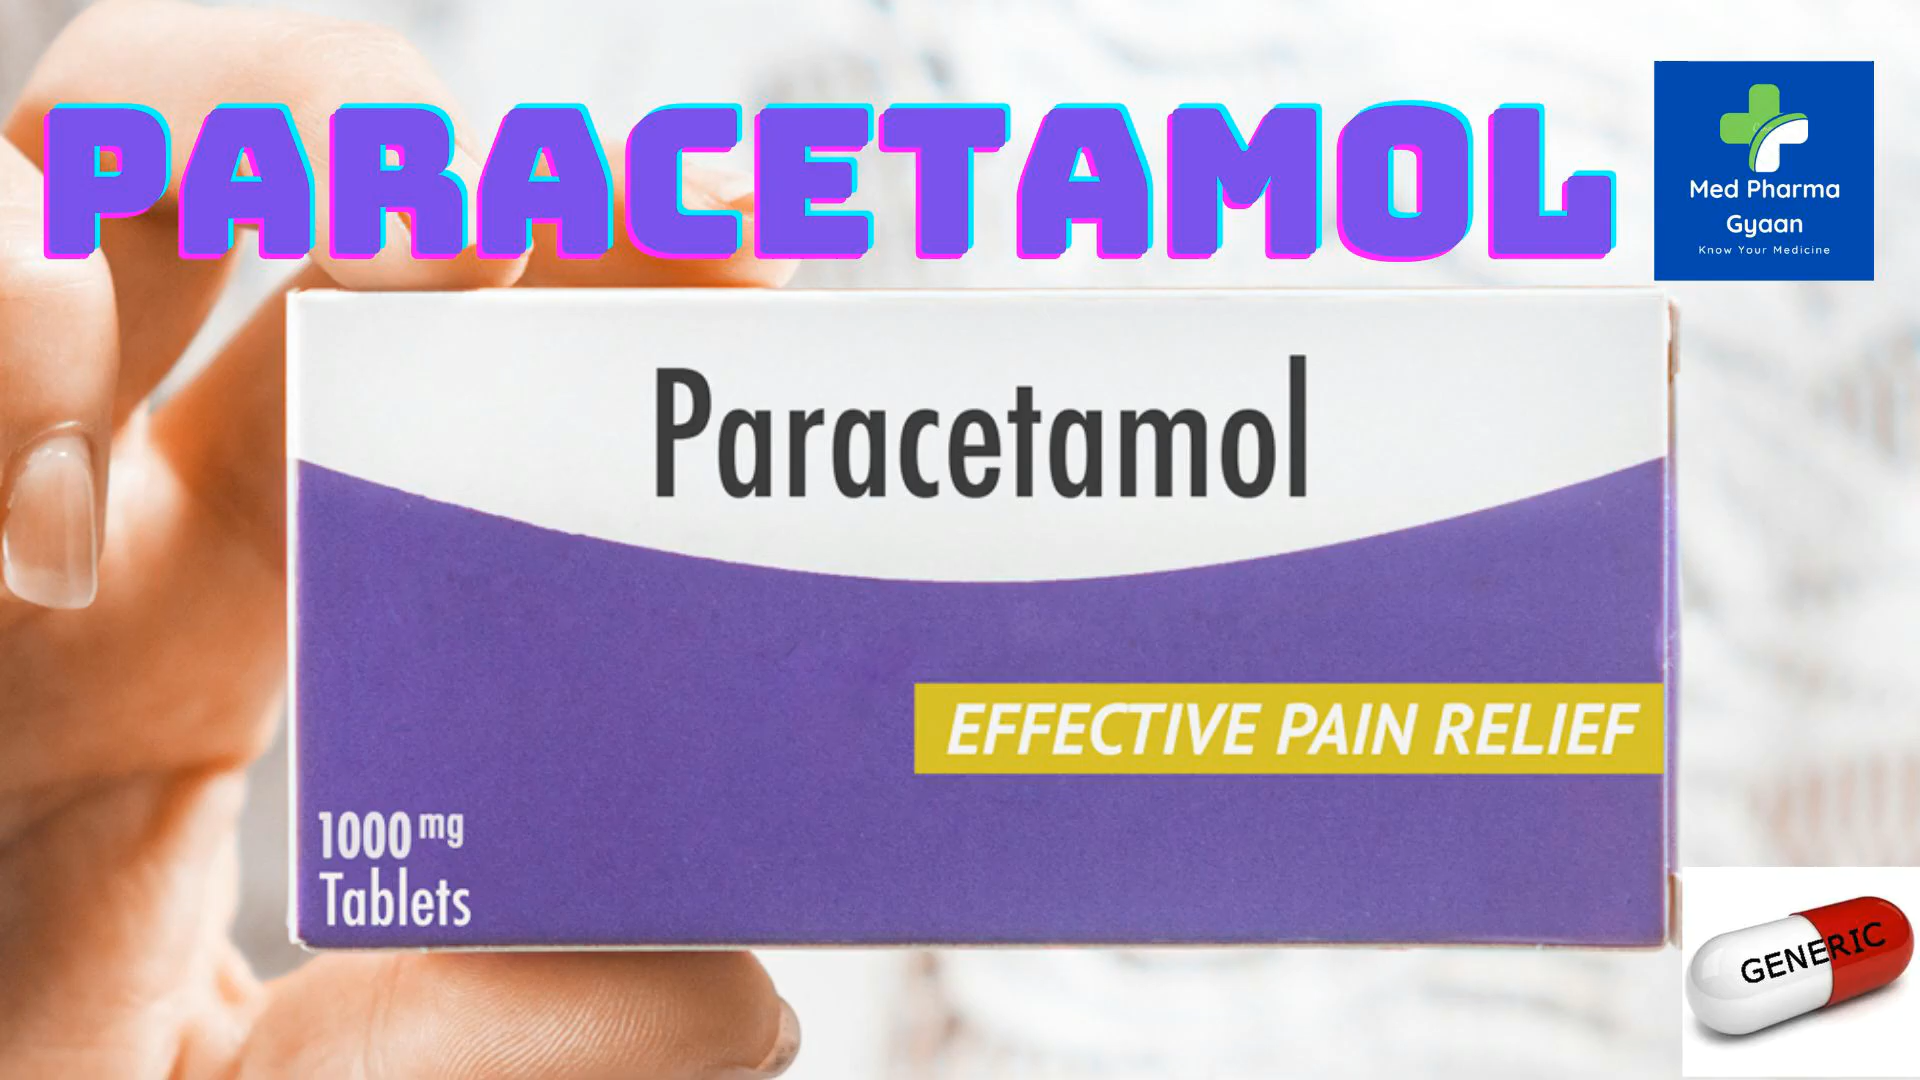 PARACETAMOL
Med Pharma
Gyaan
Know Your Medicine
Paracetamol
EFFECTIVE PAIN RELIEF
1000 mg
Tablets
GENERIC